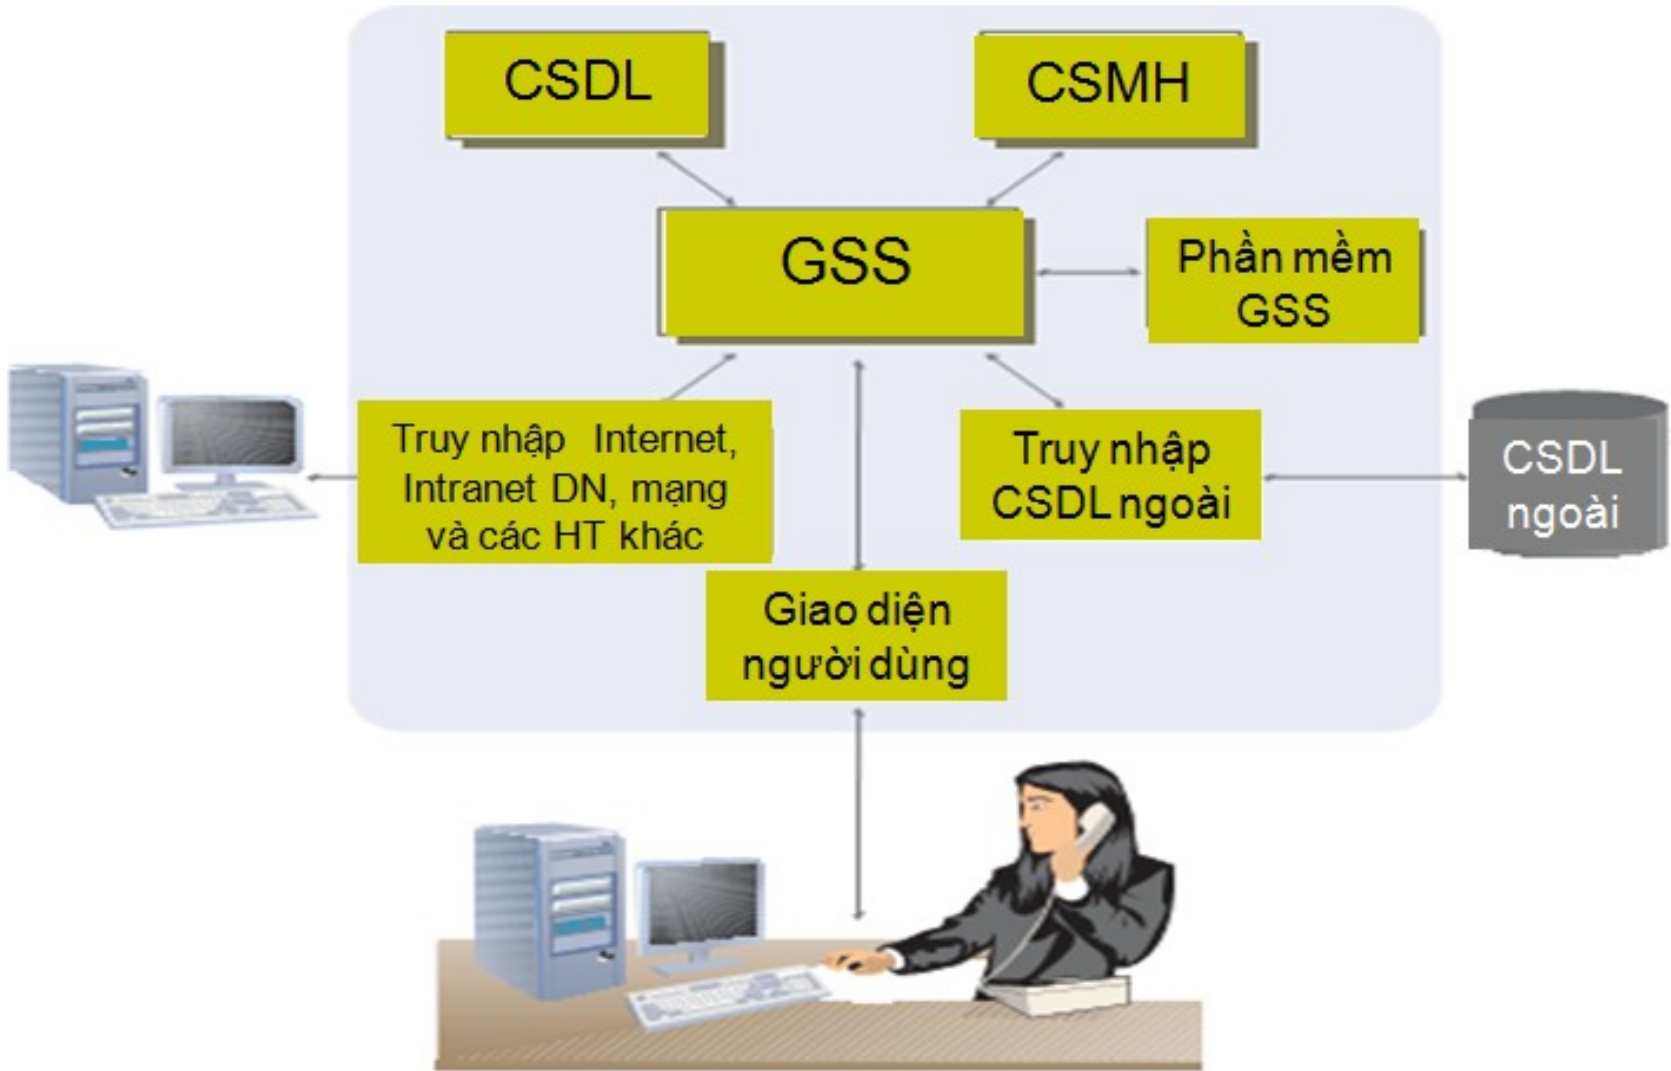 CSDL
CSMH
GSS
Phần mềm
GSS
Truy nhập Internet,
Intranet DN, mạng
và các HT khác
Truy nhập
CSDL ngoài
CSDL
ngoài
Giao diện
người dùng